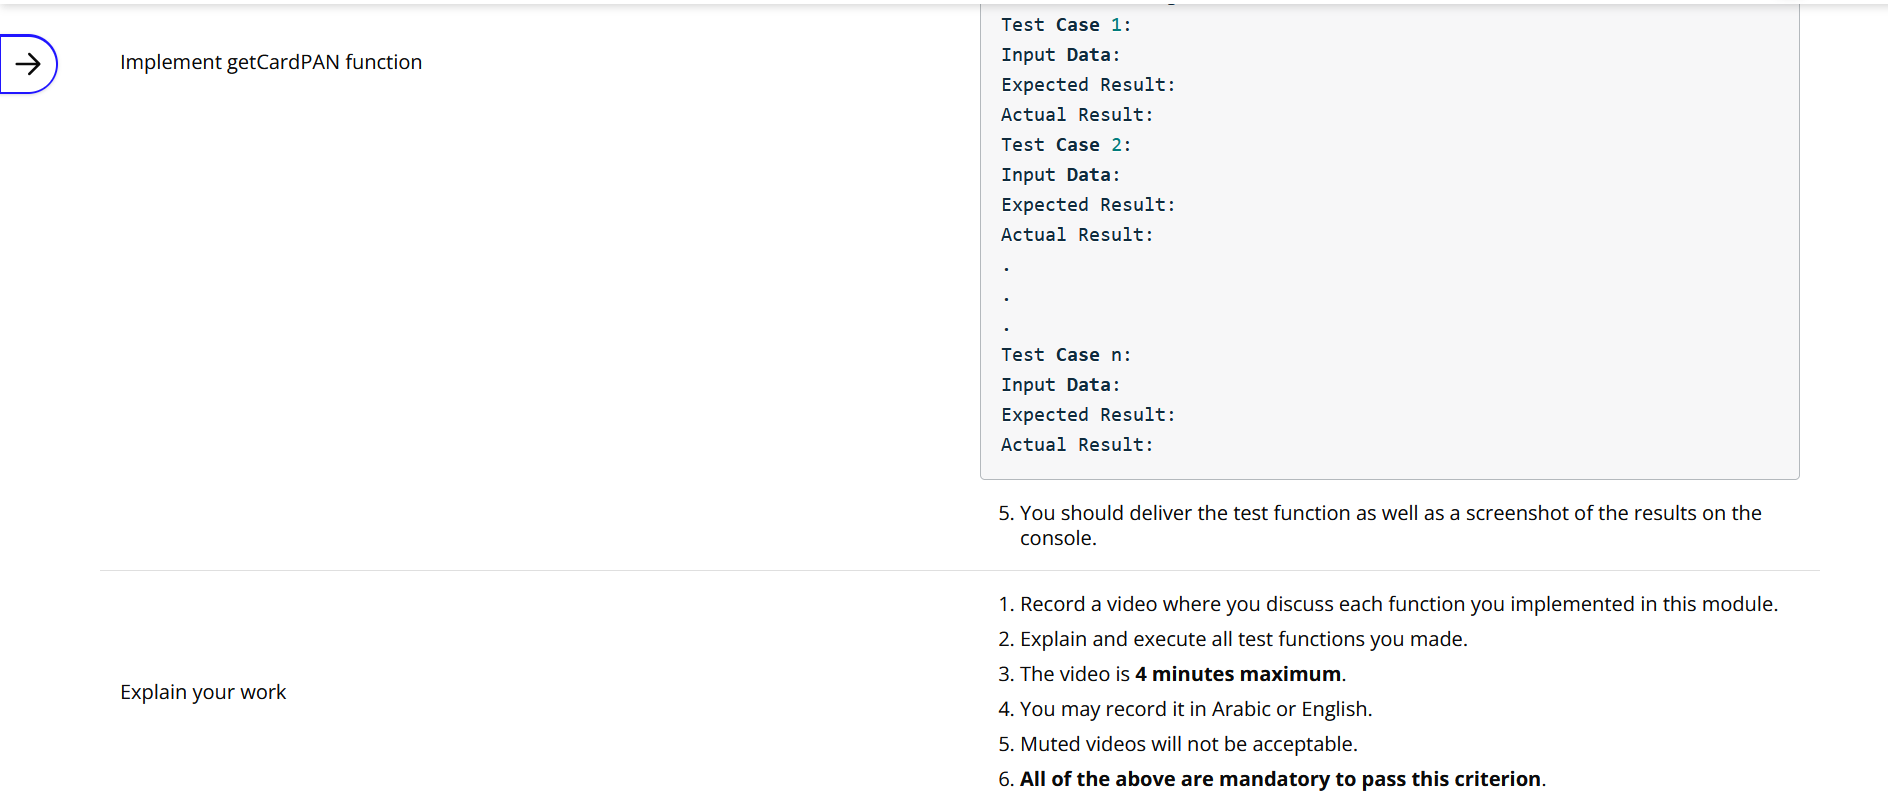 Test Case 1:
Implement getCardPAN function
Input Data:
Expected Result:
Actual Result:
Test Case 2:
Input Data:
Expected Result:
Actual Result:
.
.
.
Test Case n:
Input Data:
Expected Result:
Actual Result:
5. You should deliver the test function as well as a screenshot of the results on the
console.
Explain your work
1. Record a video where you discuss each function you implemented in this module.
2. Explain and execute all test functions you made.
3. The video is 4 minutes maximum.
4. You may record it in Arabic or English.
5. Muted videos will not be acceptable.
6. All of the above are mandatory to pass this criterion.